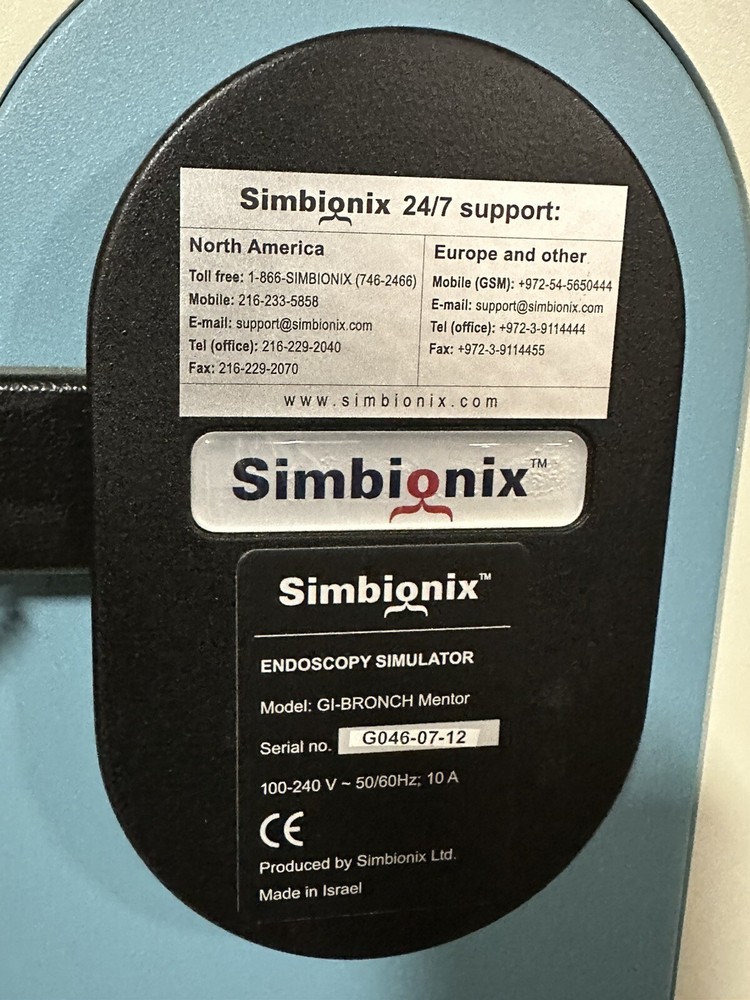 Simbionix 24/7 support:
North America
Toll free: 1-866-SIMBIONIX (746-2466)
Mobile: 216-233-5858
E-mail: support@simbionix.com
Tel (office): 216-229-2040
Fax: 216-229-2070
Europe and other
Mobile (GSM): +972-54-5650444
E-mail: support@simbionix.com
Tel (office): +972-3-9114444
Fax: +972-3-9114455
www.simbionix.com
Simbionix™
Simbionix™
ENDOSCOPY SIMULATOR
Model: GI-BRONCH Mentor
Serial no. G046-07-12
100-240 V ~ 50/60Hz; 10 A
CE
Produced by Simbionix Ltd.
Made in Israel